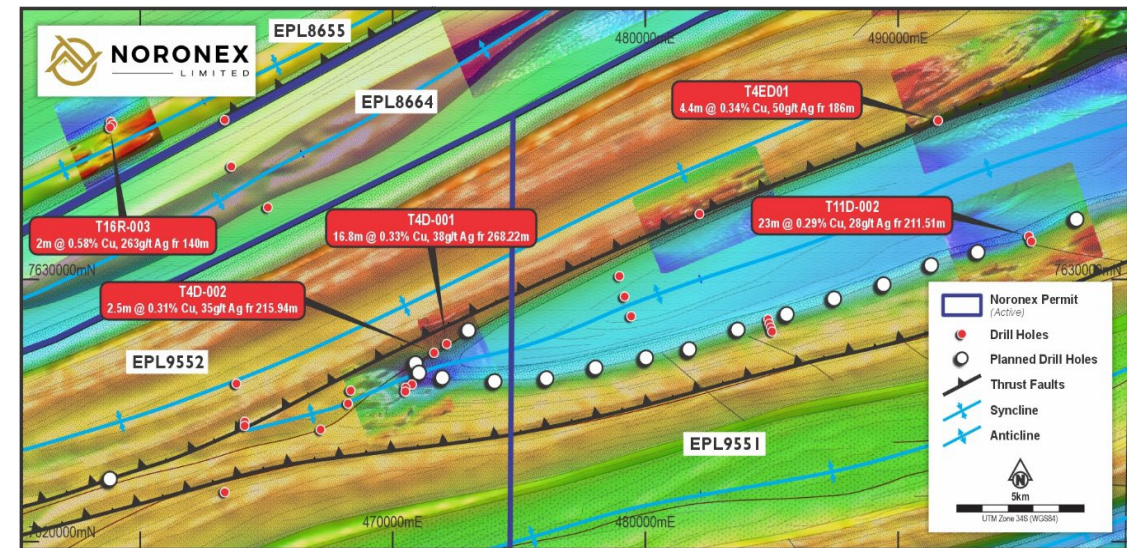 NORONEX
LIMITED
EPL8655
480000mE
490000mE
EPL8664
T4ED01
4.4m @ 0.34% Cu, 50g/t Ag fr 186m
T16R-003
2m @ 0.58% Cu, 263g/t Ag fr 140m
T4D-001
16.8m @ 0.33% Cu, 38g/t Ag fr 268.22m
T11D-002
23m @ 0.29% Cu, 28g/t Ag fr 211.51m
7630000mN
7630000mN
T4D-002
2.5m @ 0.31% Cu, 35g/t Ag fr 215.94m
EPL9552
EPL9551
Noronex Permit
(Active)
Drill Holes
Planned Drill Holes
Thrust Faults
Syncline
Anticline
N
5km
UTM Zone 34S (WGS84)
7620000mN
470000mE
480000mE